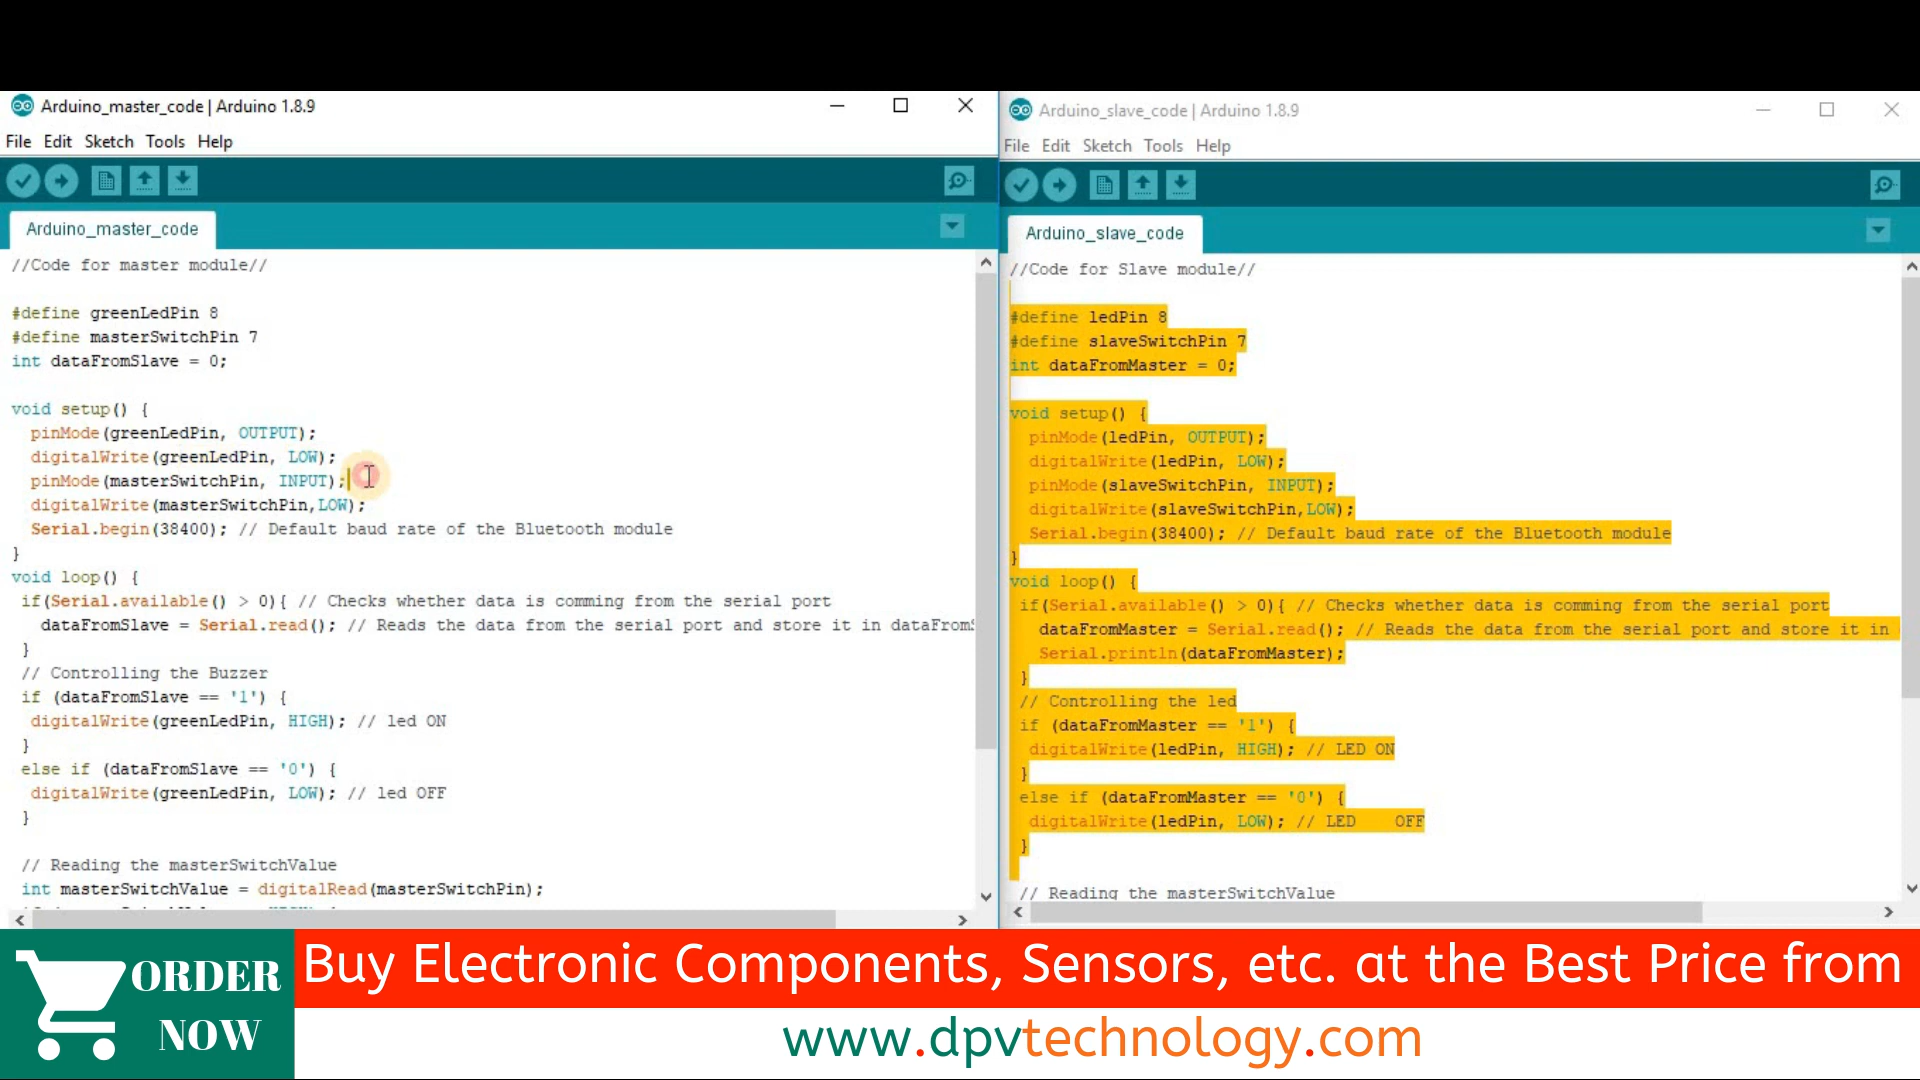 Arduino_master_code | Arduino 1.8.9
File Edit Sketch Tools Help
Arduino_master_code
//Code for master module//
#define greenLedPin 8
#define masterSwitchPin 7
int dataFromSlave = 0;
void setup() {
pinMode(greenLedPin, OUTPUT);
digitalWrite(greenLedPin, LOW);
pinMode(masterSwitchPin, INPUT);
digitalWrite(masterSwitchPin,LOW);
Serial.begin(38400); // Default baud rate of the Bluetooth module
}
void loop() {
if(Serial.available() > 0){ // Checks whether data is comming from the serial port
dataFromSlave = Serial.read(); // Reads the data from the serial port and store it in dataFromS
}
// Controlling the Buzzer
if (dataFromSlave == '1') {
digitalWrite(greenLedPin, HIGH); // led ON
}
else if (dataFromSlave == '0') {
digitalWrite(greenLedPin, LOW); // led OFF
}
// Reading the masterSwitchValue
int masterSwitchValue = digitalRead(masterSwitchPin);
Arduino_slave_code | Arduino 1.8.9
File Edit Sketch Tools Help
Arduino_slave_code
//Code for Slave module//
#define ledPin 8
#define slaveSwitchPin 7
int dataFromMaster = 0;
void setup() {
pinMode(ledPin, OUTPUT);
digitalWrite(ledPin, LOW);
pinMode(slaveSwitchPin, INPUT);
digitalWrite(slaveSwitchPin,LOW);
Serial.begin(38400); // Default baud rate of the Bluetooth module
}
void loop() {
if(Serial.available() > 0){ // Checks whether data is comming from the serial port
dataFromMaster = Serial.read(); // Reads the data from the serial port and store it in
Serial.println(dataFromMaster);
}
// Controlling the led
if (dataFromMaster == '1') {
digitalWrite(ledPin, HIGH); // LED ON
}
else if (dataFromMaster == '0') {
digitalWrite(ledPin, LOW); // LED    OFF
}
// Reading the masterSwitchValue
ORDER
NOW
Buy Electronic Components, Sensors, etc. at the Best Price from
www.dpvtechnology.com